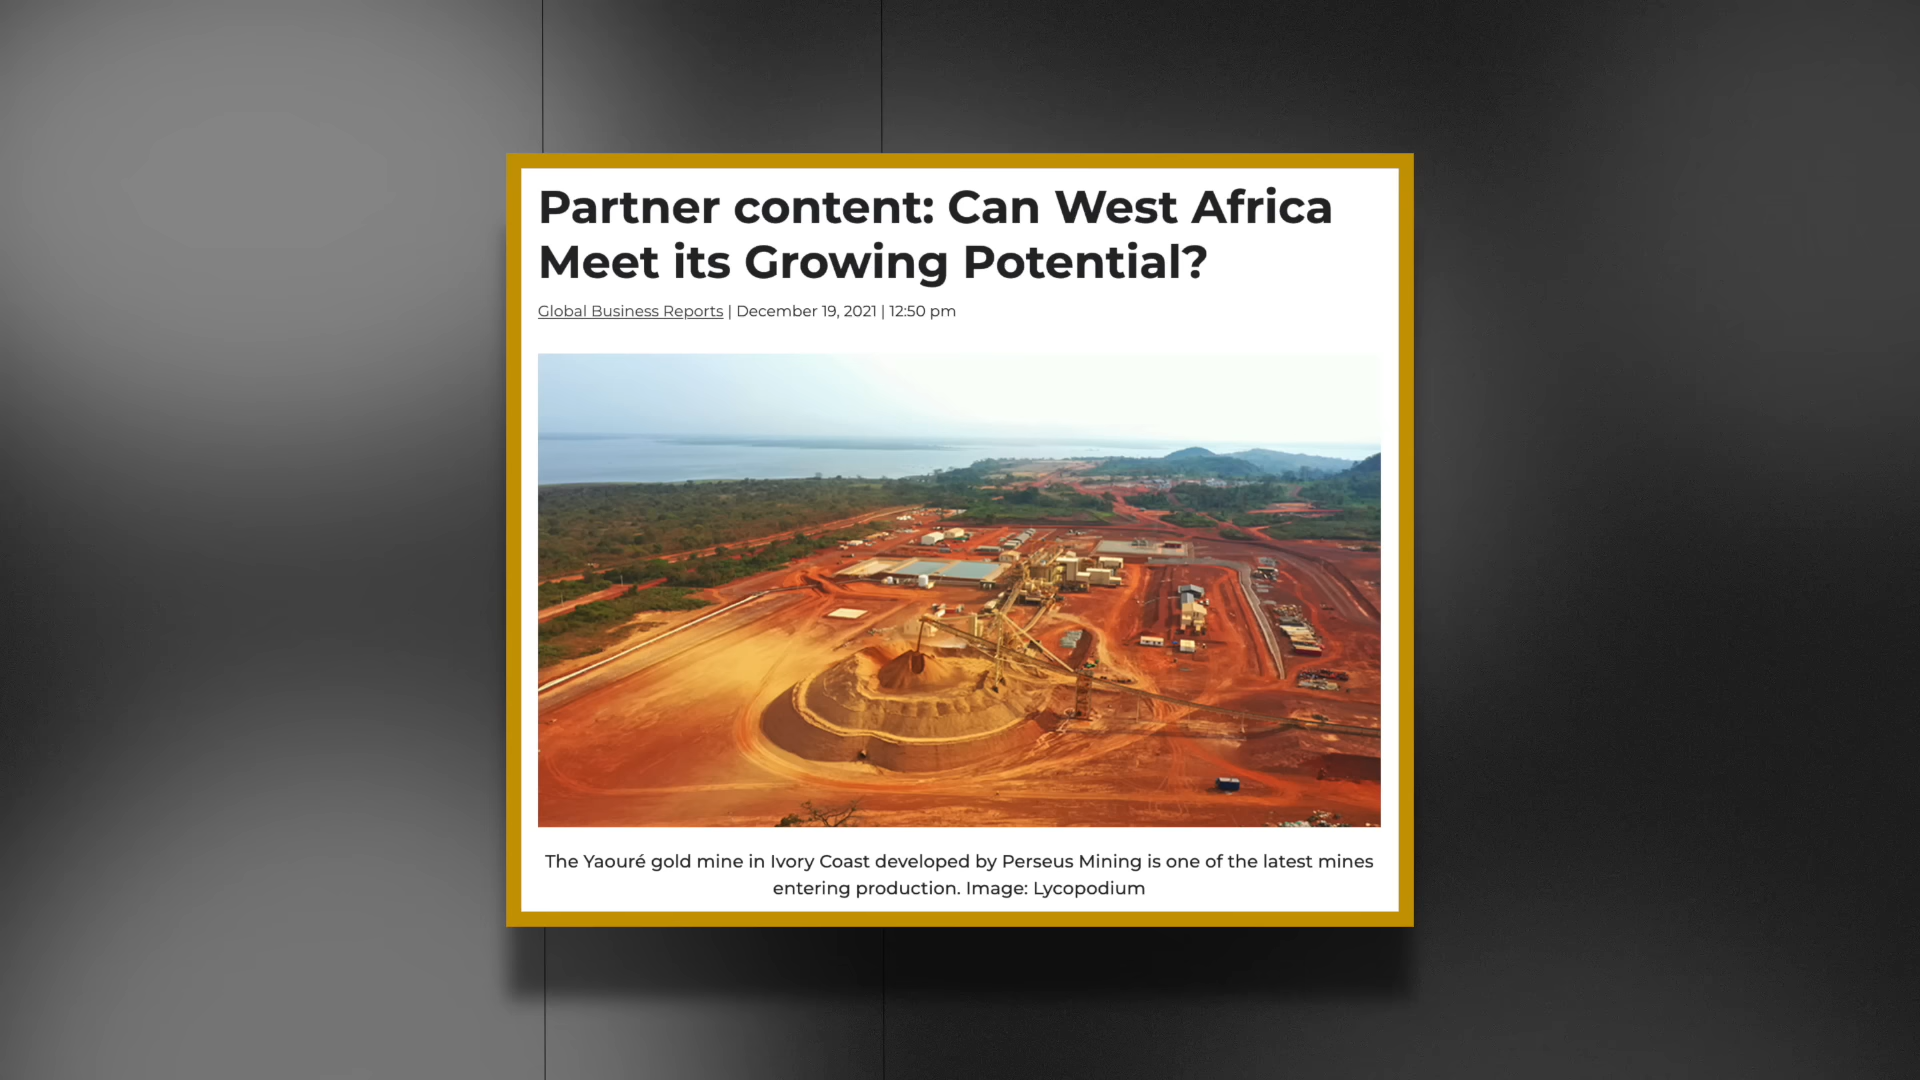 Partner content: Can West Africa
Meet its Growing Potential?
Global Business Reports | December 19, 2021 | 12:50 pm
The Yaouré gold mine in Ivory Coast developed by Perseus Mining is one of the latest mines
entering production. Image: Lycopodium